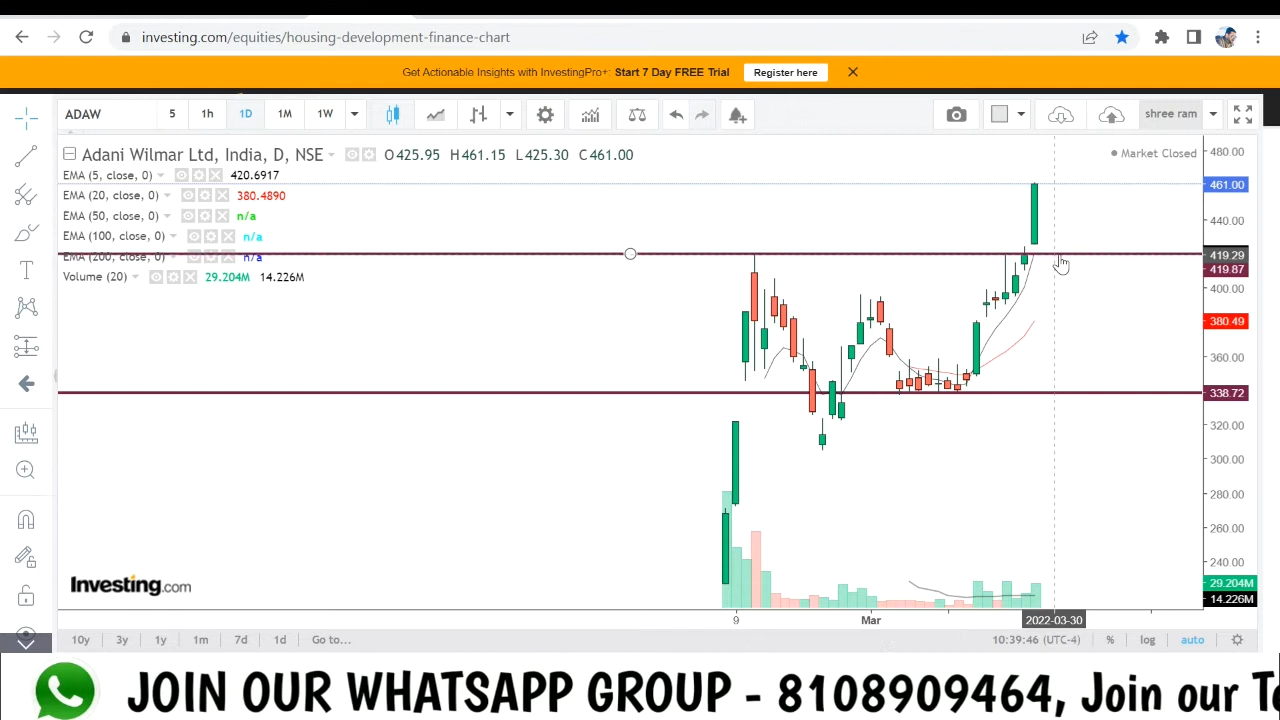 investing.com/equities/housing-development-finance-chart
Get Actionable Insights with InvestingPro+: Start 7 Day FREE Trial
Register here
ADAW
5
1h
1D
1M
1W
shree ram
Adani Wilmar Ltd, India, D, NSE
O425.95 H461.15 L425.30 C461.00
Market Closed
EMA (5, close, 0) 420.6917
EMA (20, close, 0) 380.4890
EMA (50, close, 0) n/a
EMA (100, close, 0) n/a
EMA (200, close, 0) n/a
Volume (20) 29.204M 14.226M
480.00
461.00
440.00
419.29
419.87
400.00
380.49
360.00
338.72
320.00
300.00
280.00
260.00
240.00
29.204M
14.226M
Investing.com
9
Mar
2022-03-30
10y 3y 1y 1m 7d 1d Go to...
10:39:46 (UTC-4) % log auto
JOIN OUR WHATSAPP GROUP - 8108909464, Join our